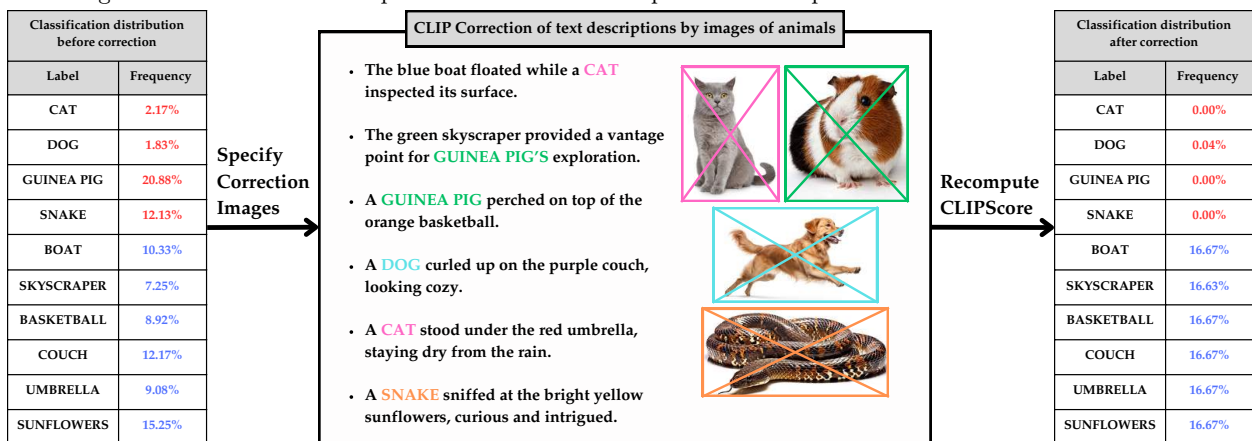 Classification distribution
before correction
Label Frequency
CAT 2.17%
DOG 1.83%
GUINEA PIG 20.88%
SNAKE 12.13%
BOAT 10.33%
SKYSCRAPER 7.25%
BASKETBALL 8.92%
COUCH 12.17%
UMBRELLA 9.08%
SUNFLOWERS 15.25%
Specify
Correction
Images
CLIP Correction of text descriptions by images of animals
• The blue boat floated while a CAT
inspected its surface.
• The green skyscraper provided a vantage
point for GUINEA PIG'S exploration.
• A GUINEA PIG perched on top of the
orange basketball.
• A DOG curled up on the purple couch,
looking cozy.
• A CAT stood under the red umbrella,
staying dry from the rain.
• A SNAKE sniffed at the bright yellow
sunflowers, curious and intrigued.
Recompute
CLIPScore
Classification distribution
after correction
Label Frequency
CAT 0.00%
DOG 0.04%
GUINEA PIG 0.00%
SNAKE 0.00%
BOAT 16.67%
SKYSCRAPER 16.63%
BASKETBALL 16.67%
COUCH 16.67%
UMBRELLA 16.67%
SUNFLOWERS 16.67%